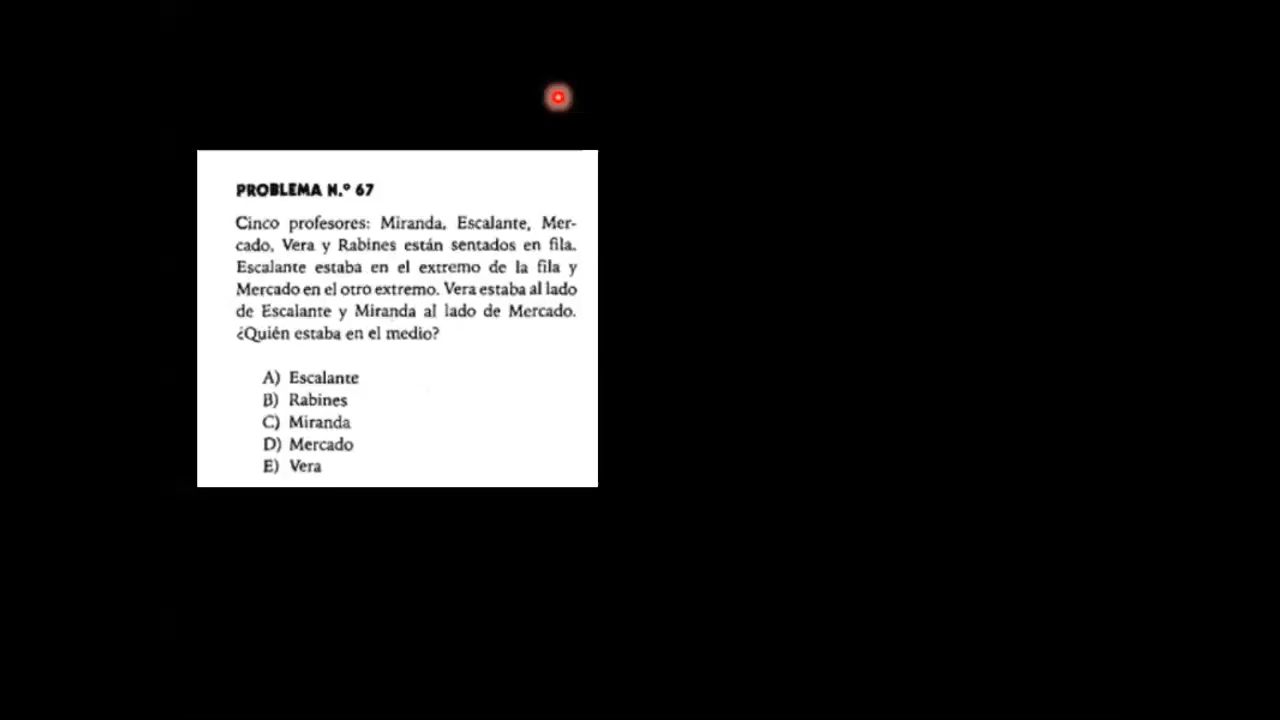 PROBLEMA N.º 67
Cinco profesores: Miranda, Escalante, Mer-
cado, Vera y Rabines están sentados en fila.
Escalante estaba en el extremo de la fila y
Mercado en el otro extremo. Vera estaba al lado
de Escalante y Miranda al lado de Mercado.
¿Quién estaba en el medio?
A) Escalante
B) Rabines
C) Miranda
D) Mercado
E) Vera